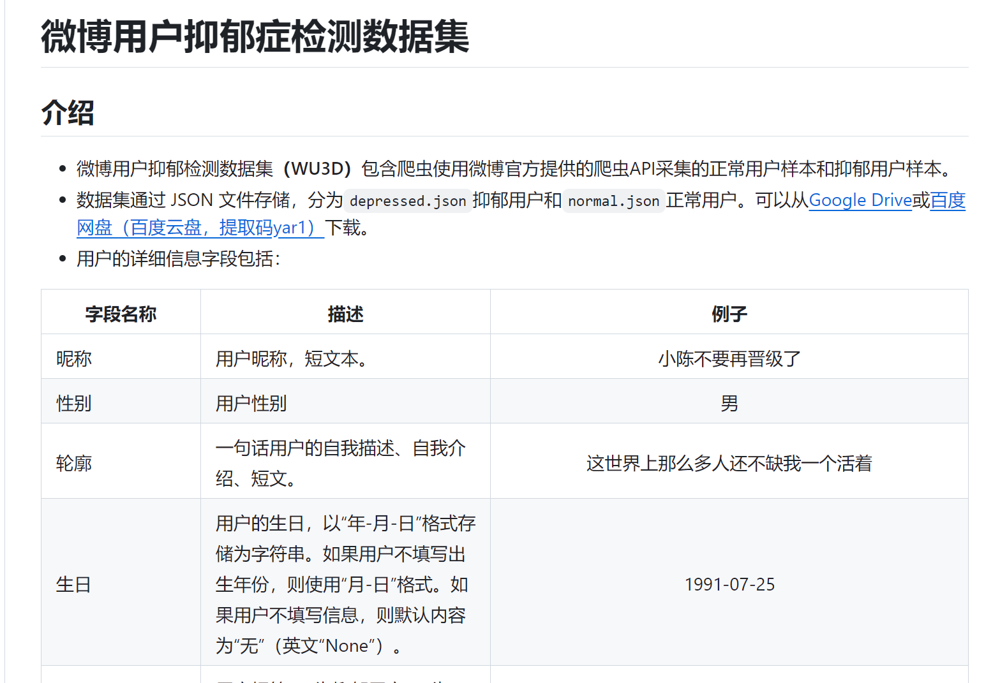 微博用户抑郁症检测数据集
介绍
微博用户抑郁检测数据集（WU3D）包含爬虫使用微博官方提供的爬虫API采集的正常用户样本和抑郁用户样本。
数据集通过 JSON 文件存储，分为 depressed.json 抑郁用户和 normal.json 正常用户。可以从Google Drive或百度
网盘（百度云盘，提取码yar1）下载。
用户的详细信息字段包括：
字段名称 描述 例子
昵称 用户昵称，短文本。 小陈不要再晋级了
性别 用户性别 男
轮廓
一句话用户的自我描述、自我介
绍、短文。
这世界上那么多人还不缺我一个活着
生日
用户的生日，以“年-月-日”格式存
储为字符串。如果用户不填写出
生年份，则使用“月-日”格式。如
果用户不填写信息，则默认内容
为“无”（英文“None”）。
1991-07-25